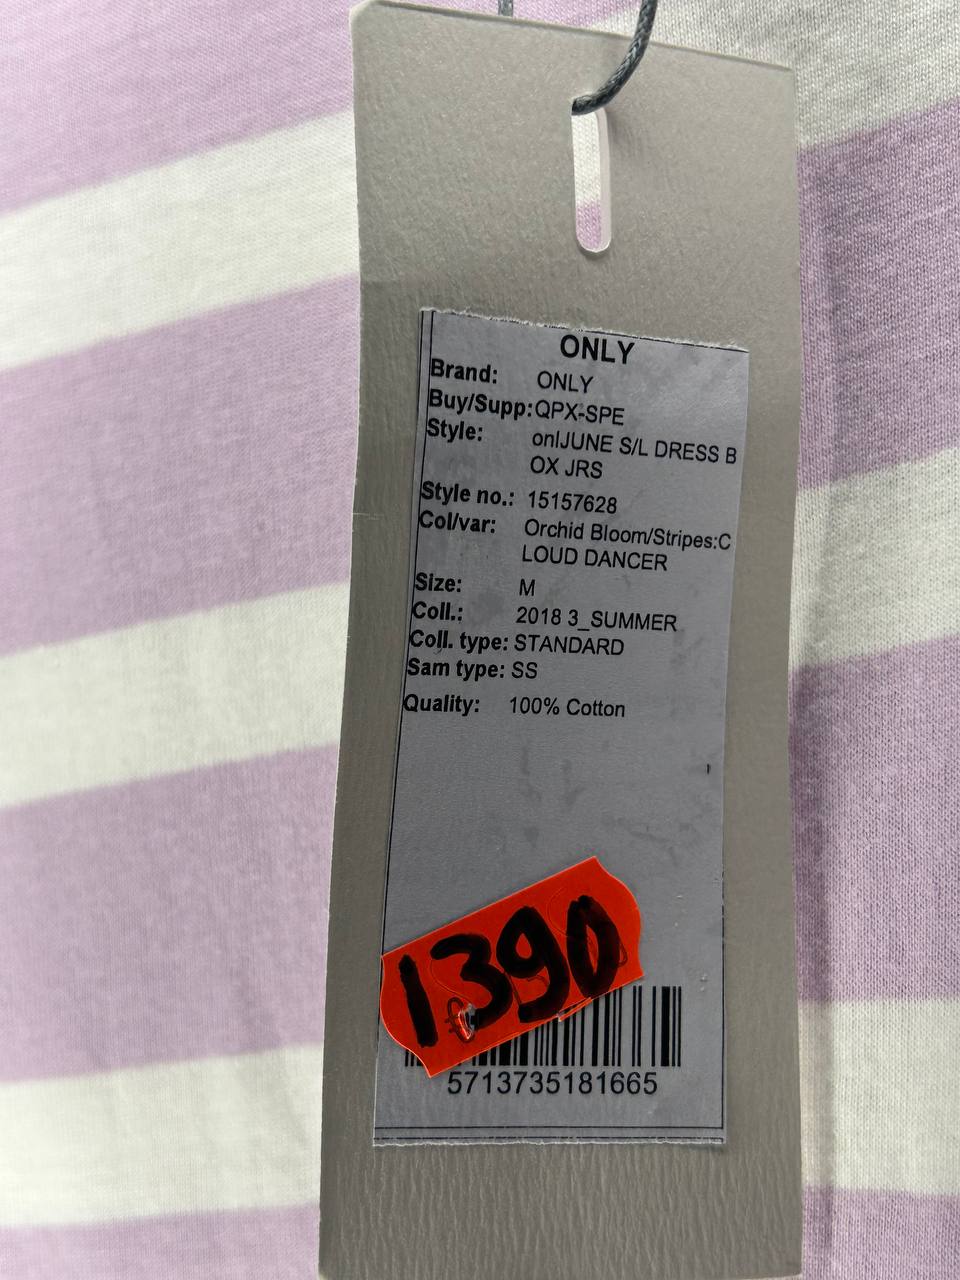 ONLY
Brand: ONLY
Buy/Supp: QPX-SPE
Style: onlJUNE S/L DRESS B
OX JRS
Style no.: 15157628
Col/var: Orchid Bloom/Stripes:C
LOUD DANCER
Size: M
Coll.: 2018 3_SUMMER
Coll. type: STANDARD
Sam type: SS
Quality: 100% Cotton
1390
5713735181665